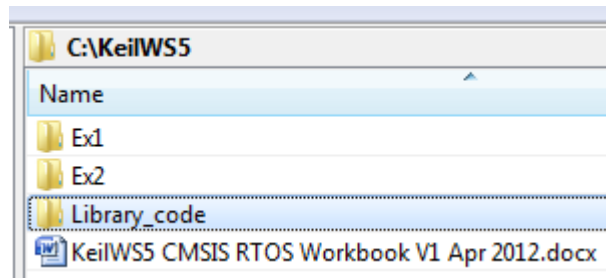 C:\KeilWS5
Name
Ex1
Ex2
Library_code
KeilWS5 CMSIS RTOS Workbook V1 Apr 2012.docx